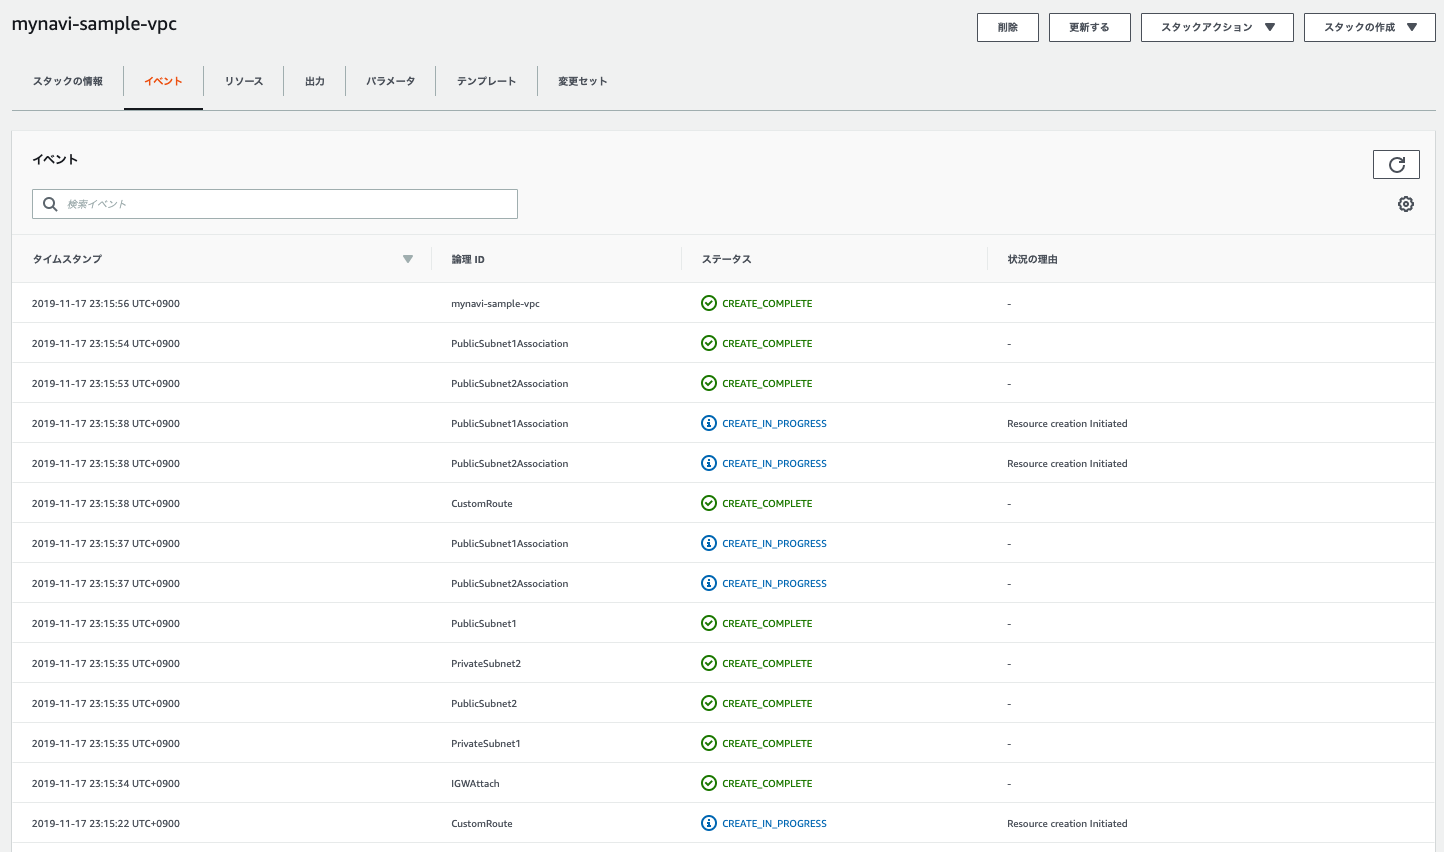 mynavi-sample-vpc
削除 更新する スタックアクション ▼ スタックの作成 ▼
スタックの情報 イベント リソース 出力 パラメータ テンプレート 変更セット
イベント
検索イベント
タイムスタンプ ▼ 論理 ID ステータス 状況の理由
2019-11-17 23:15:56 UTC+0900 mynavi-sample-vpc CREATE_COMPLETE -
2019-11-17 23:15:54 UTC+0900 PublicSubnet1Association CREATE_COMPLETE -
2019-11-17 23:15:53 UTC+0900 PublicSubnet2Association CREATE_COMPLETE -
2019-11-17 23:15:38 UTC+0900 PublicSubnet1Association CREATE_IN_PROGRESS Resource creation Initiated
2019-11-17 23:15:38 UTC+0900 PublicSubnet2Association CREATE_IN_PROGRESS Resource creation Initiated
2019-11-17 23:15:38 UTC+0900 CustomRoute CREATE_COMPLETE -
2019-11-17 23:15:37 UTC+0900 PublicSubnet1Association CREATE_IN_PROGRESS -
2019-11-17 23:15:37 UTC+0900 PublicSubnet2Association CREATE_IN_PROGRESS -
2019-11-17 23:15:35 UTC+0900 PublicSubnet1 CREATE_COMPLETE -
2019-11-17 23:15:35 UTC+0900 PrivateSubnet2 CREATE_COMPLETE -
2019-11-17 23:15:35 UTC+0900 PublicSubnet2 CREATE_COMPLETE -
2019-11-17 23:15:35 UTC+0900 PrivateSubnet1 CREATE_COMPLETE -
2019-11-17 23:15:34 UTC+0900 IGWAttach CREATE_COMPLETE -
2019-11-17 23:15:22 UTC+0900 CustomRoute CREATE_IN_PROGRESS Resource creation Initiated